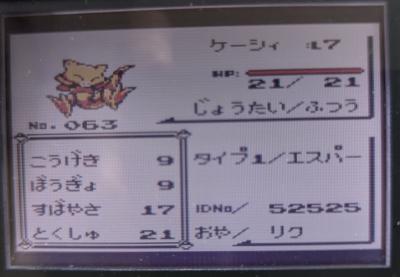 ケーシィ :L7
HP:
21/ 21
じょうたい/ふつう
No.063
こうげき 9
ぼうぎょ 9
すばやさ 17
とくしゅ 21
タイプ1/エスパー
IDNo/ 52525
おや/ リク